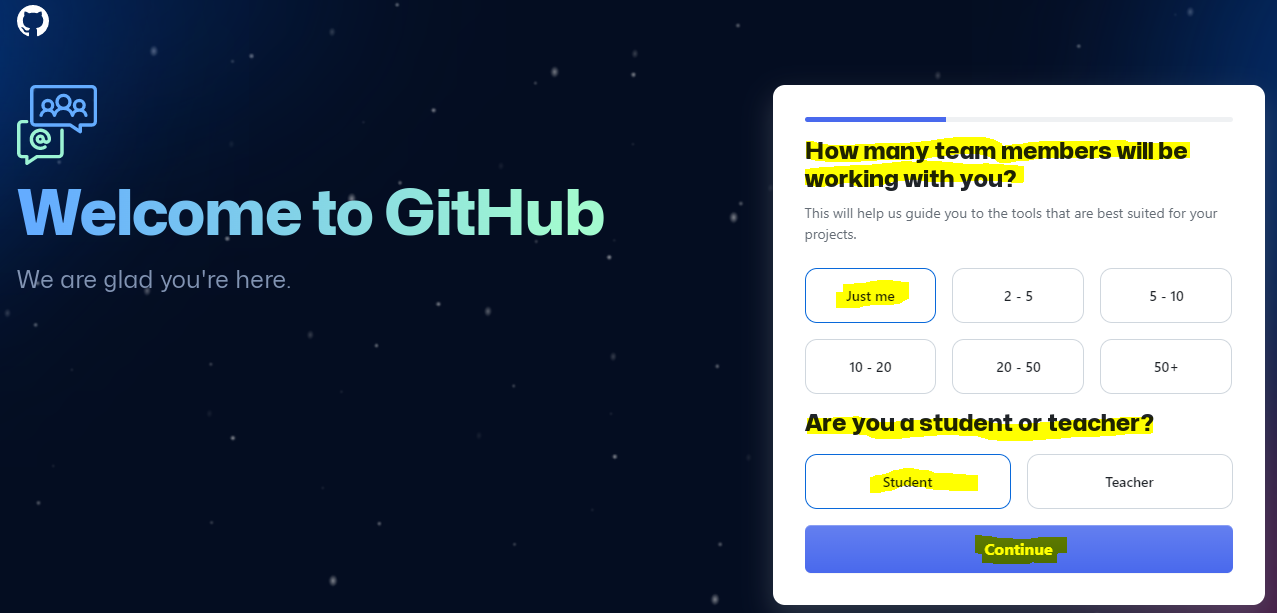 Welcome to GitHub
We are glad you're here.
How many team members will be
working with you?
This will help us guide you to the tools that are best suited for your
projects.
Just me
2 - 5
5 - 10
10 - 20
20 - 50
50+
Are you a student or teacher?
Student
Teacher
Continue